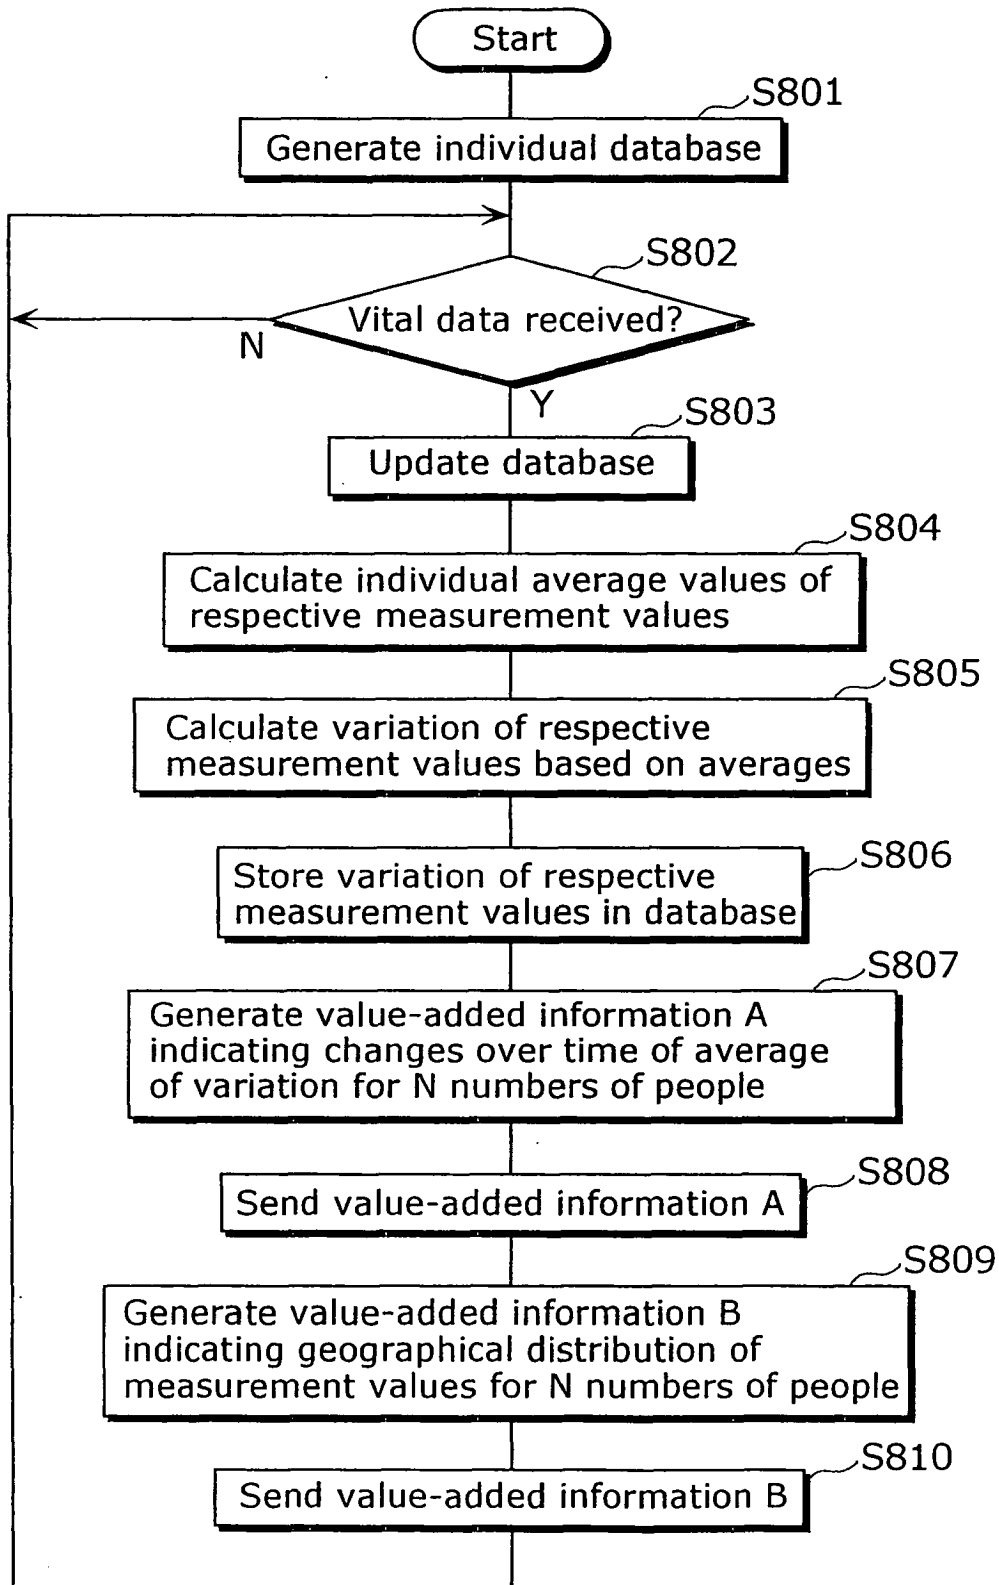 Start
S801
Generate individual database
S802
Vital data received?
N
Y
S803
Update database
S804
Calculate individual average values of
respective measurement values
S805
Calculate variation of respective
measurement values based on averages
S806
Store variation of respective
measurement values in database
S807
Generate value-added information A
indicating changes over time of average
of variation for N numbers of people
S808
Send value-added information A
S809
Generate value-added information B
indicating geographical distribution of
measurement values for N numbers of people
S810
Send value-added information B